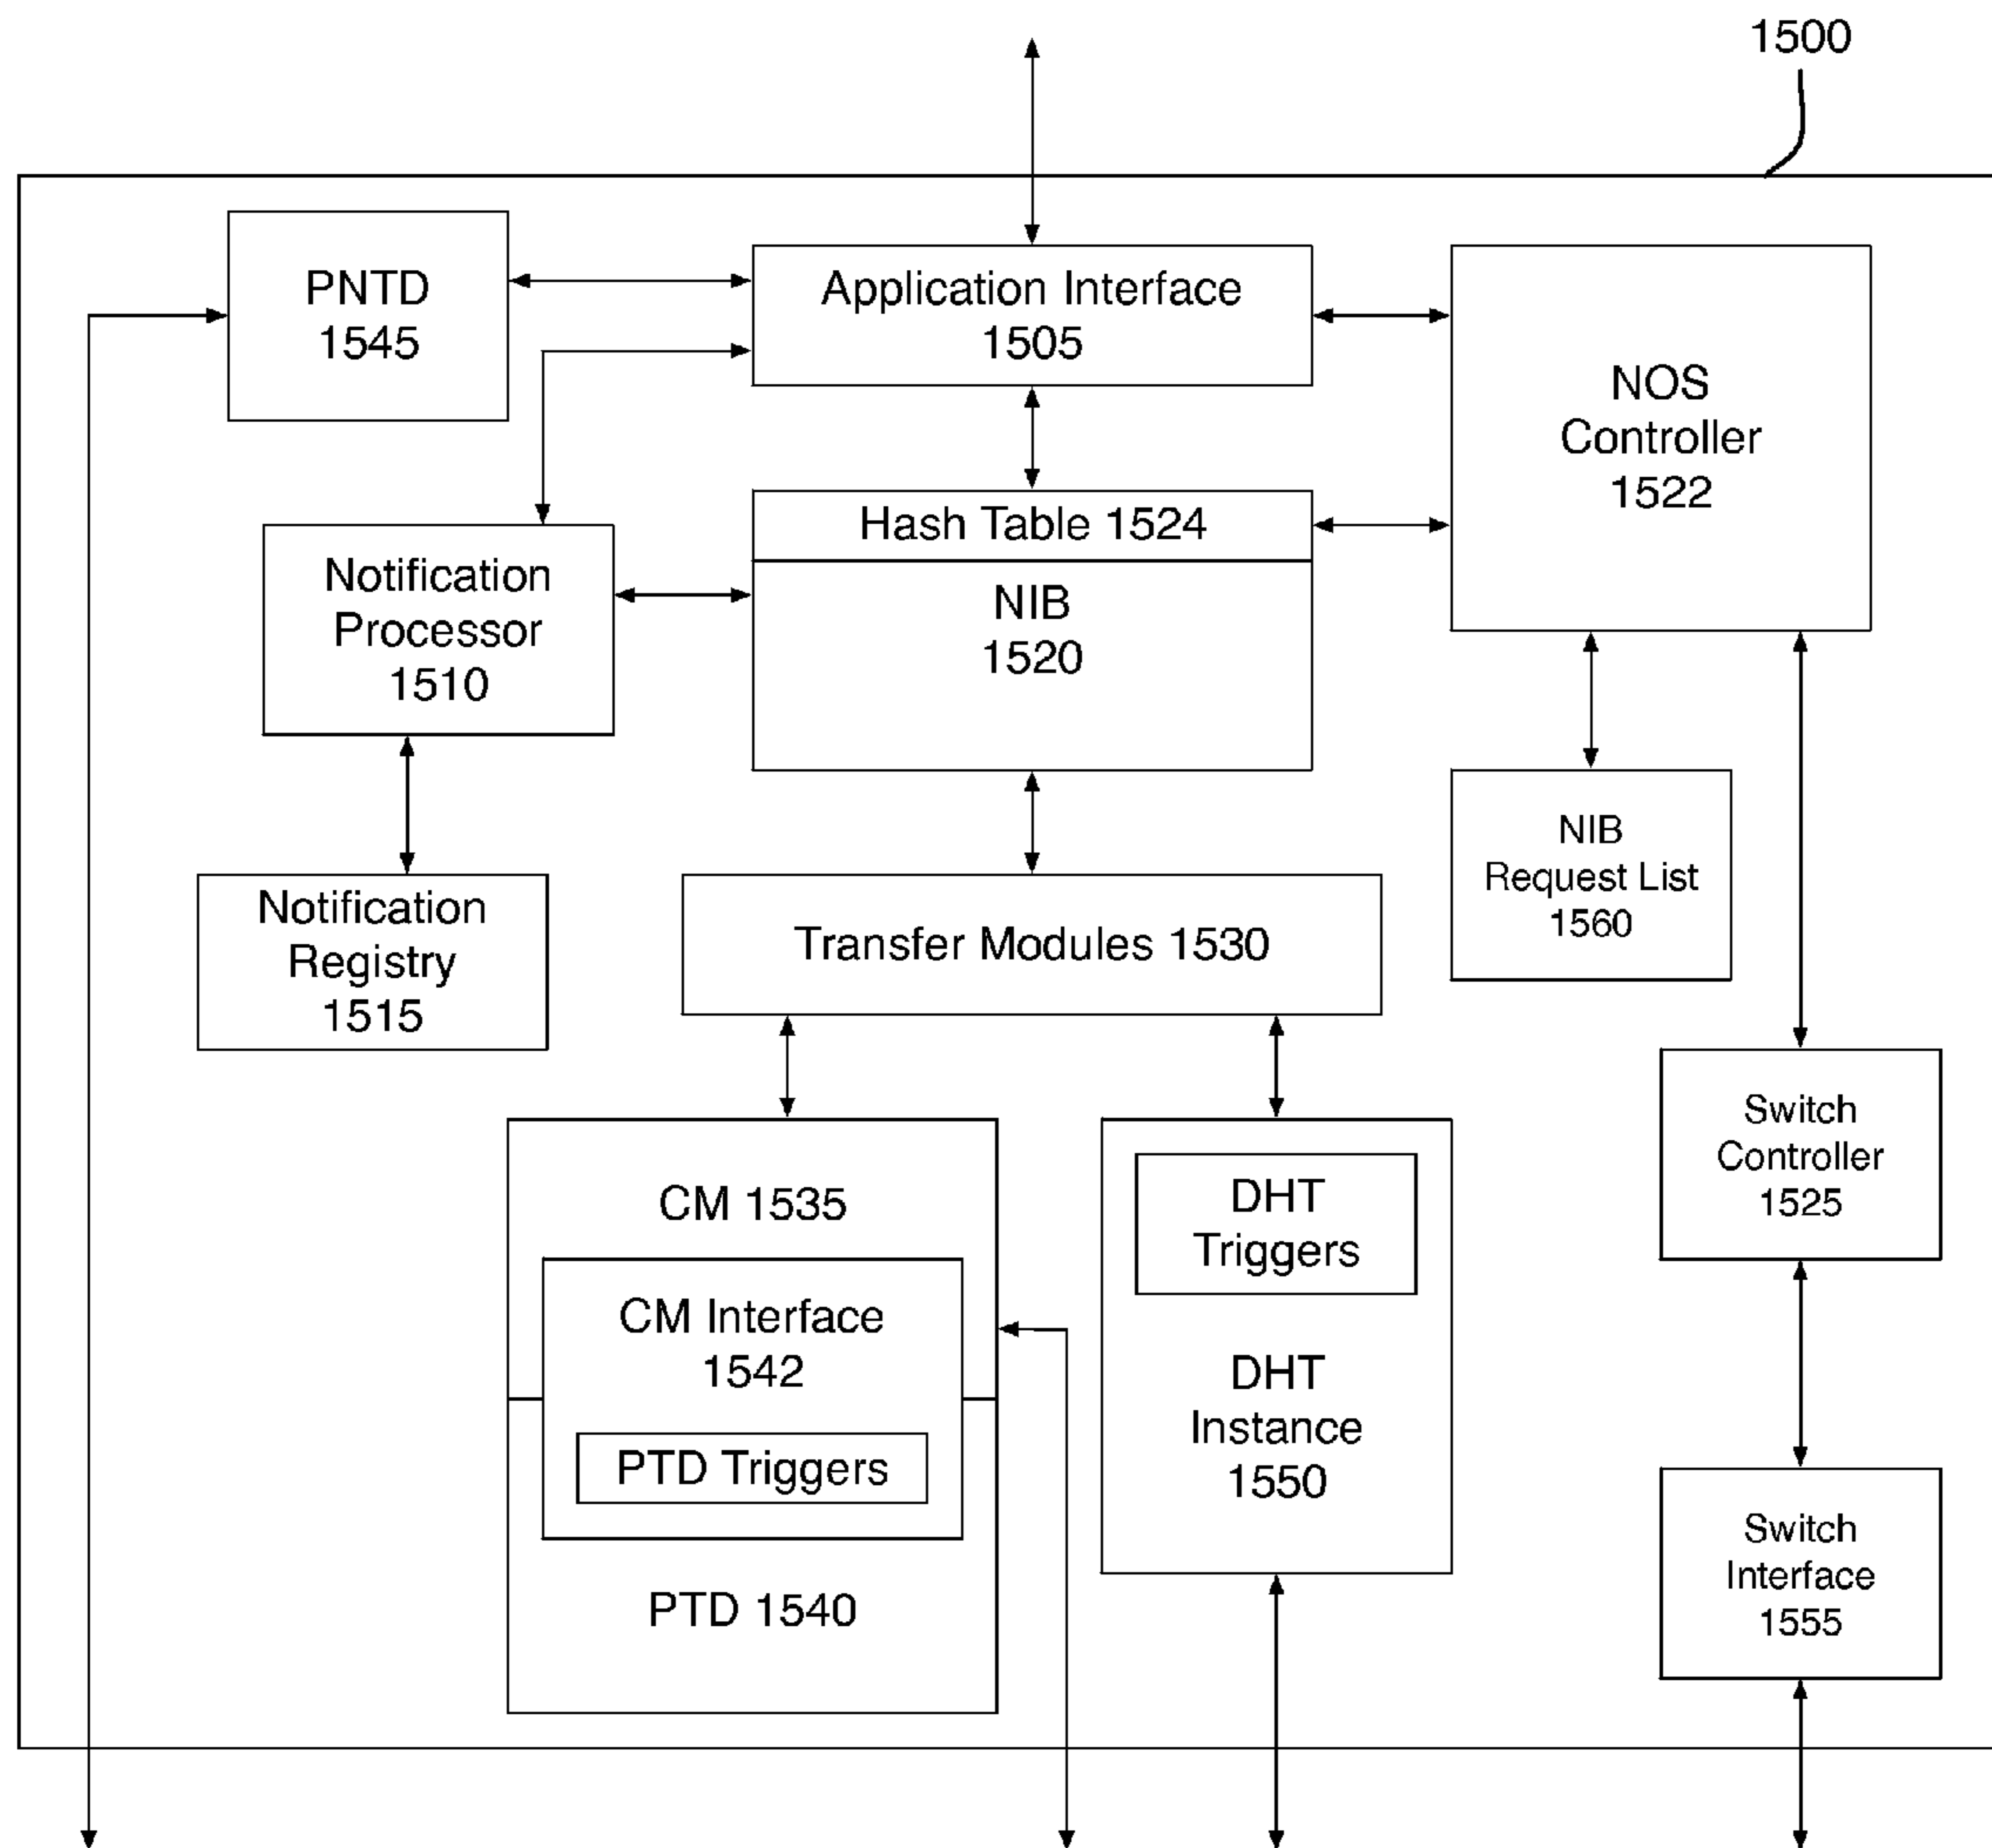 1500
PNTD
1545
Application Interface
1505
NOS
Controller
1522
Hash Table 1524
NIB
1520
Notification
Processor
1510
Notification
Registry
1515
Transfer Modules 1530
NIB
Request List
1560
CM 1535
CM Interface
1542
PTD Triggers
PTD 1540
DHT
Triggers
DHT
Instance
1550
Switch
Controller
1525
Switch
Interface
1555